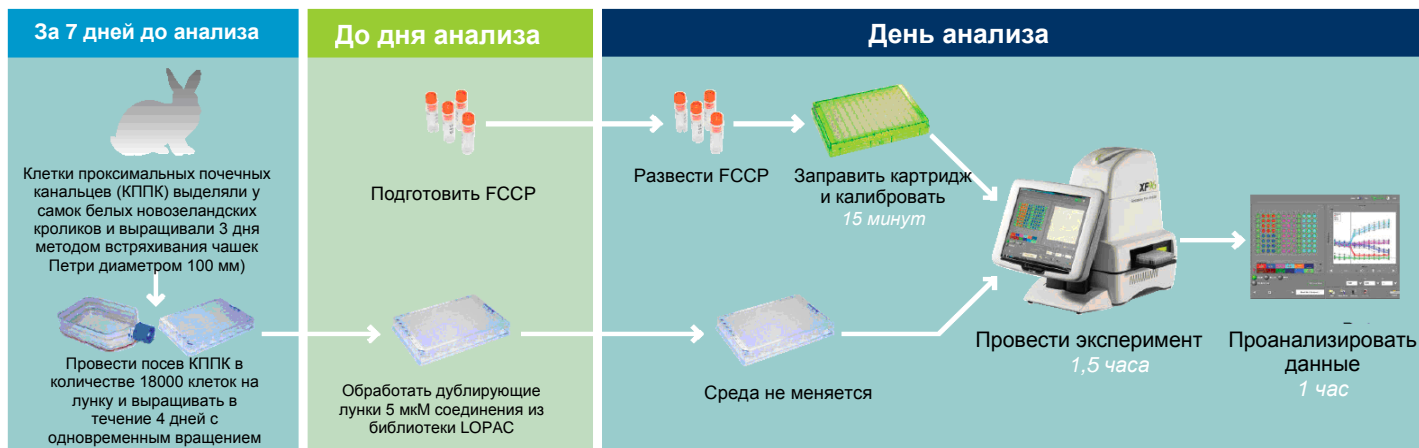 За 7 дней до анализа
До дня анализа
День анализа
Клетки проксимальных почечных
канальцев (КППК) выделяли у
самок белых новозеландских
кроликов и выращивали 3 дня
методом встряхивания чашек
Петри диаметром 100 мм)
Провести посев КППК в
количестве 18000 клеток на
лунку и выращивать в
течение 4 дней с
одновременным вращением
Подготовить FCCP
Обработать дублирующие
лунки 5 мкМ соединения из
библиотеки LOPAC
Развести FCCP
Заправить картридж
и калибровать
15 минут
Среда не меняется
XF
Провести эксперимент
1,5 часа
Проанализировать
данные
1 час